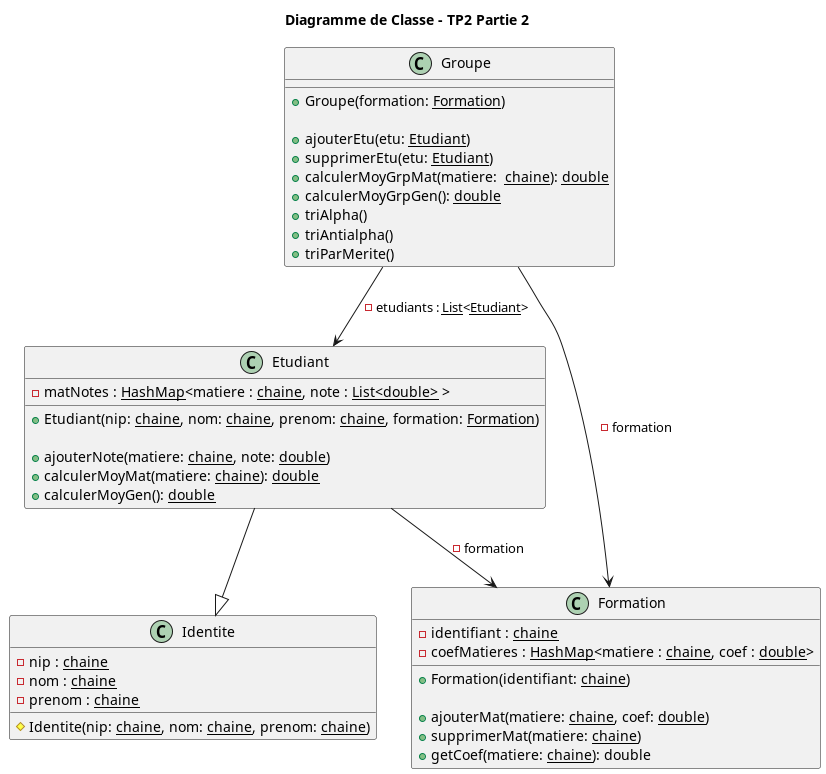 Diagramme de Classe - TP2 Partie 2
C Groupe
Groupe(formation: Formation)
ajouterEtu(etu: Etudiant)
supprimerEtu(etu: Etudiant)
calculerMoyGrpMat(matiere:  chaine): double
calculerMoyGrpGen(): double
triAlpha()
triAntialpha()
triParMerite()
etudiants : List<Etudiant>
C Etudiant
matNotes : HashMap<matiere : chaine, note : List<double> >
Etudiant(nip: chaine, nom: chaine, prenom: chaine, formation: Formation)
ajouterNote(matiere: chaine, note: double)
calculerMoyMat(matiere: chaine): double
calculerMoyGen(): double
formation
formation
C Identite
nip : chaine
nom : chaine
prenom : chaine
Identite(nip: chaine, nom: chaine, prenom: chaine)
C Formation
identifiant : chaine
coefMatieres : HashMap<matiere : chaine, coef : double>
Formation(identifiant: chaine)
ajouterMat(matiere: chaine, coef: double)
supprimerMat(matiere: chaine)
getCoef(matiere: chaine): double